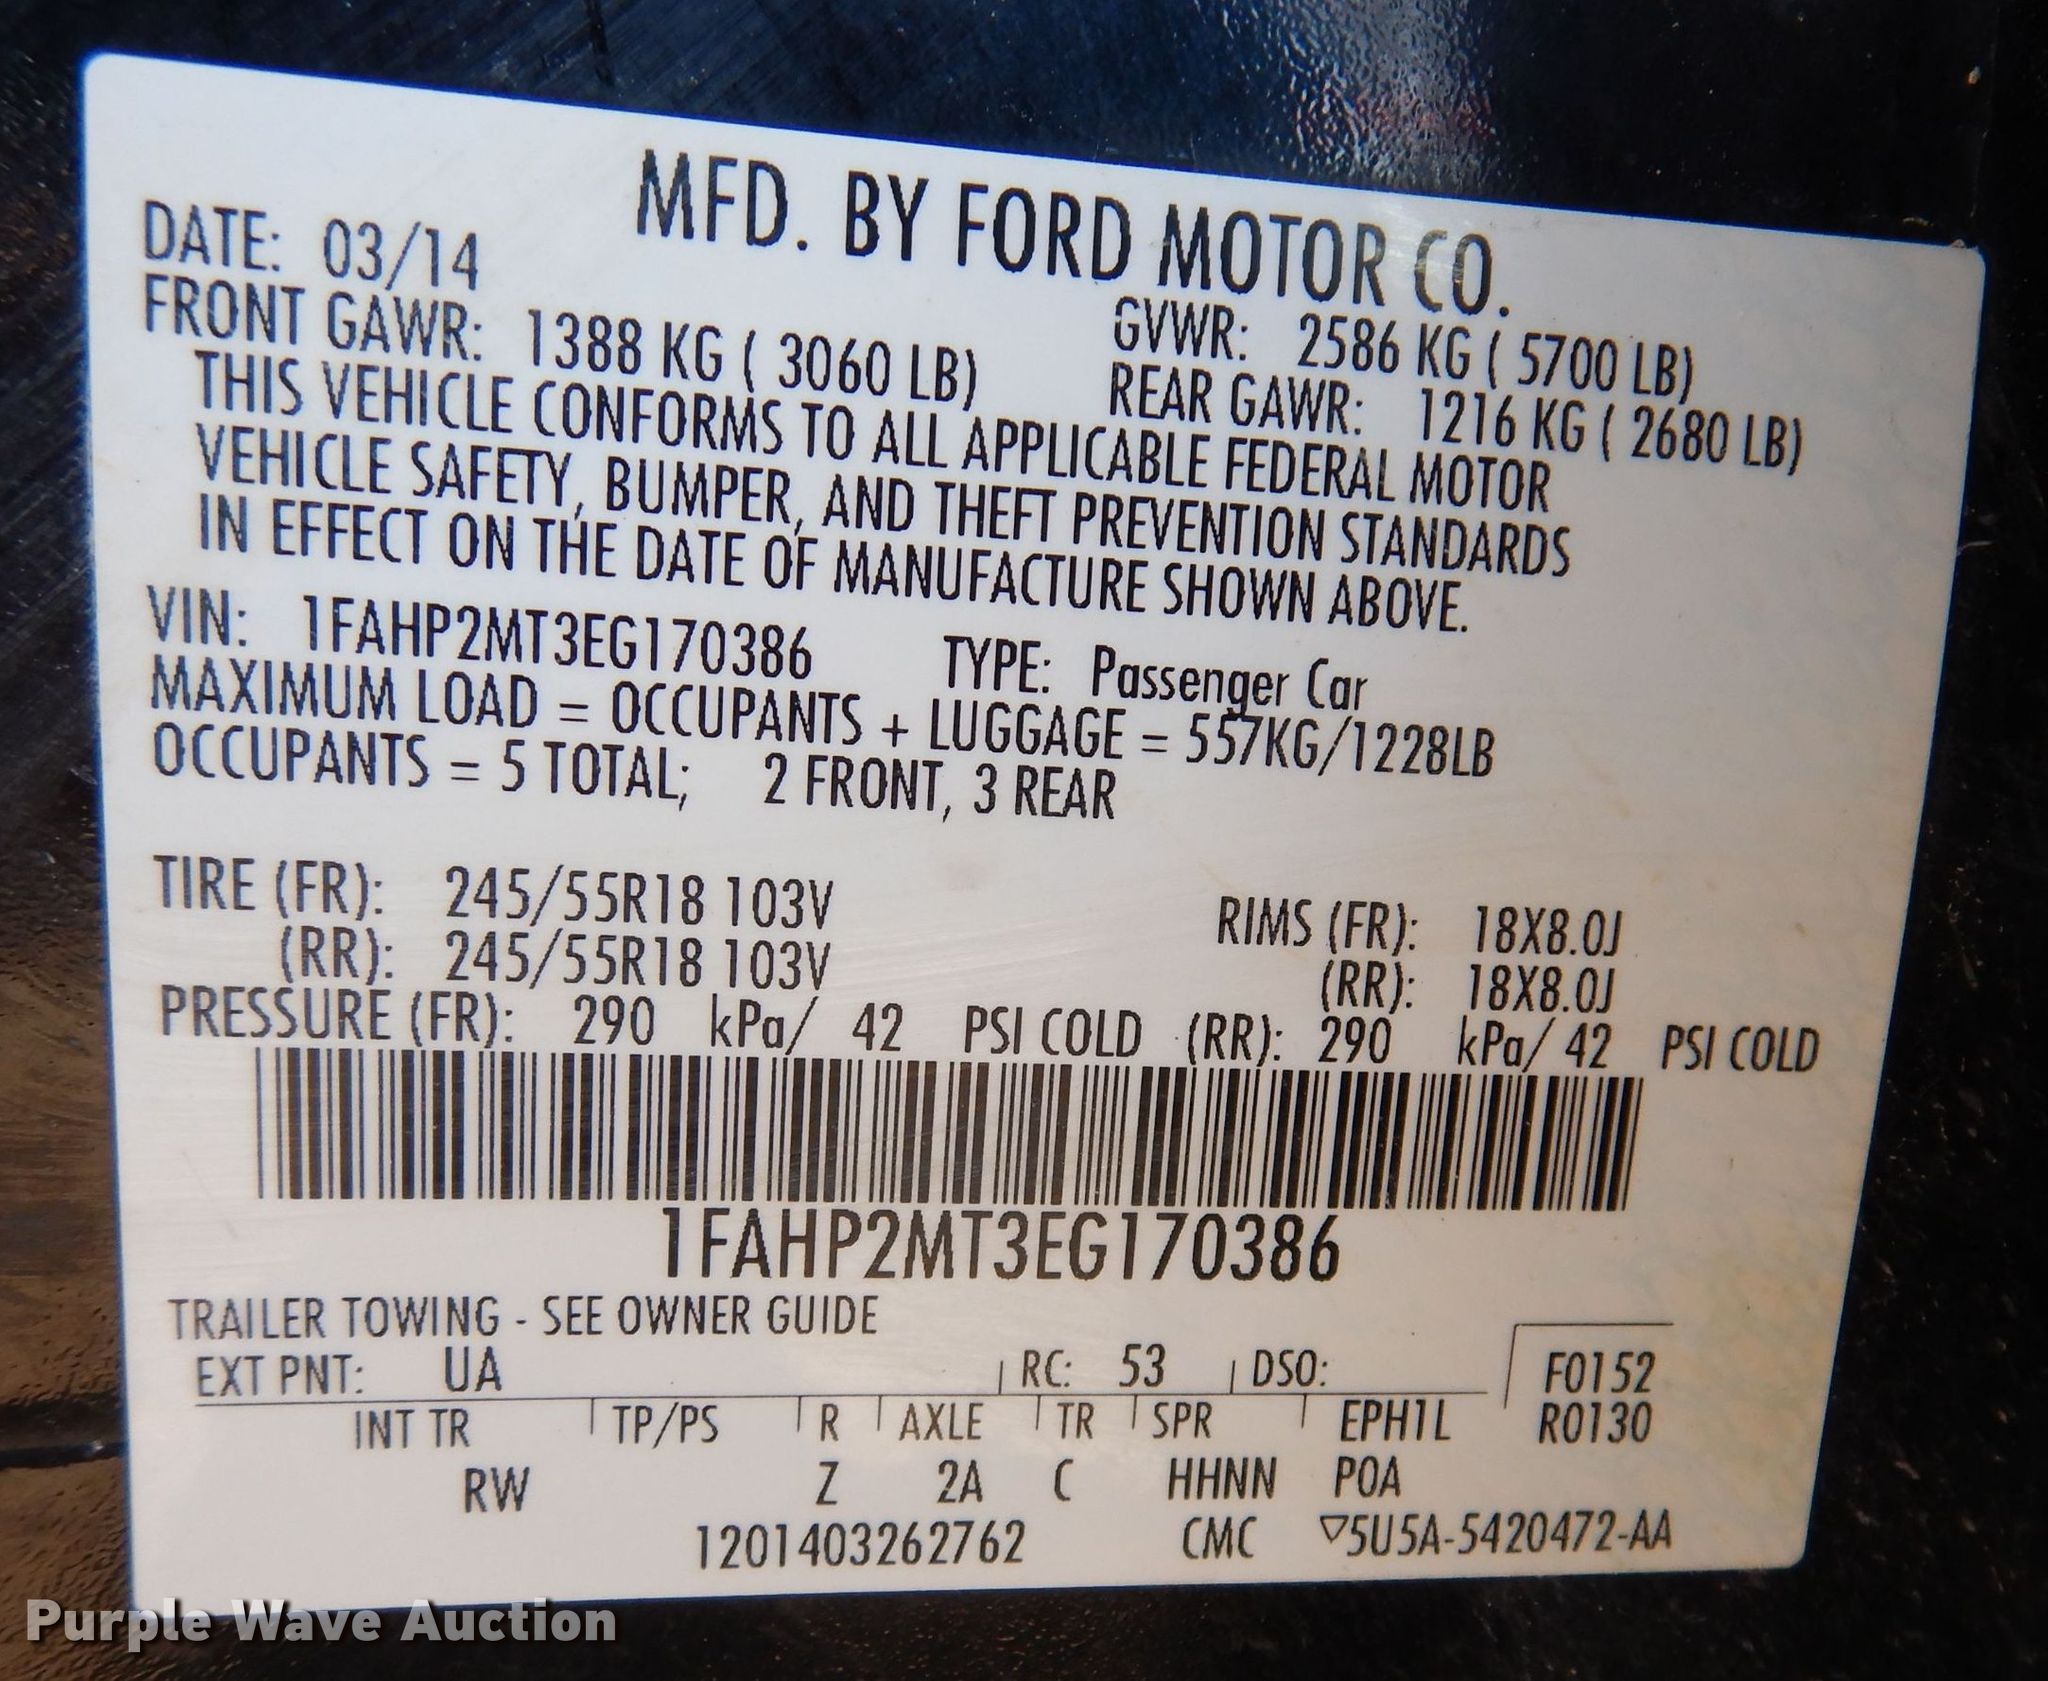 MFD. BY FORD MOTOR CO.
DATE: 03/14
GVWR: 2586 KG ( 5700 LB)
FRONT GAWR: 1388 KG ( 3060 LB)
REAR GAWR: 1216 KG ( 2680 LB)
THIS VEHICLE CONFORMS TO ALL APPLICABLE FEDERAL MOTOR
VEHICLE SAFETY, BUMPER, AND THEFT PREVENTION STANDARDS
IN EFFECT ON THE DATE OF MANUFACTURE SHOWN ABOVE.
VIN: 1FAHP2MT3EG170386 TYPE: Passenger Car
MAXIMUM LOAD = OCCUPANTS + LUGGAGE = 557KG/1228LB
OCCUPANTS = 5 TOTAL; 2 FRONT, 3 REAR
TIRE (FR): 245/55R18 103V RIMS (FR): 18X8.0J
(RR): 245/55R18 103V (RR): 18X8.0J
PRESSURE (FR): 290 kPa/ 42 PSI COLD (RR): 290 kPa/ 42 PSI COLD
1FAHP2MT3EG170386
TRAILER TOWING - SEE OWNER GUIDE
EXT PNT: UA RC: 53 DSO: F0152
INT TR TP/PS R AXLE TR SPR EPH1L R0130
RW Z 2A C HHNN POA
1201403262762 CMC ▽5U5A-5420472-AA
Purple Wave Auction